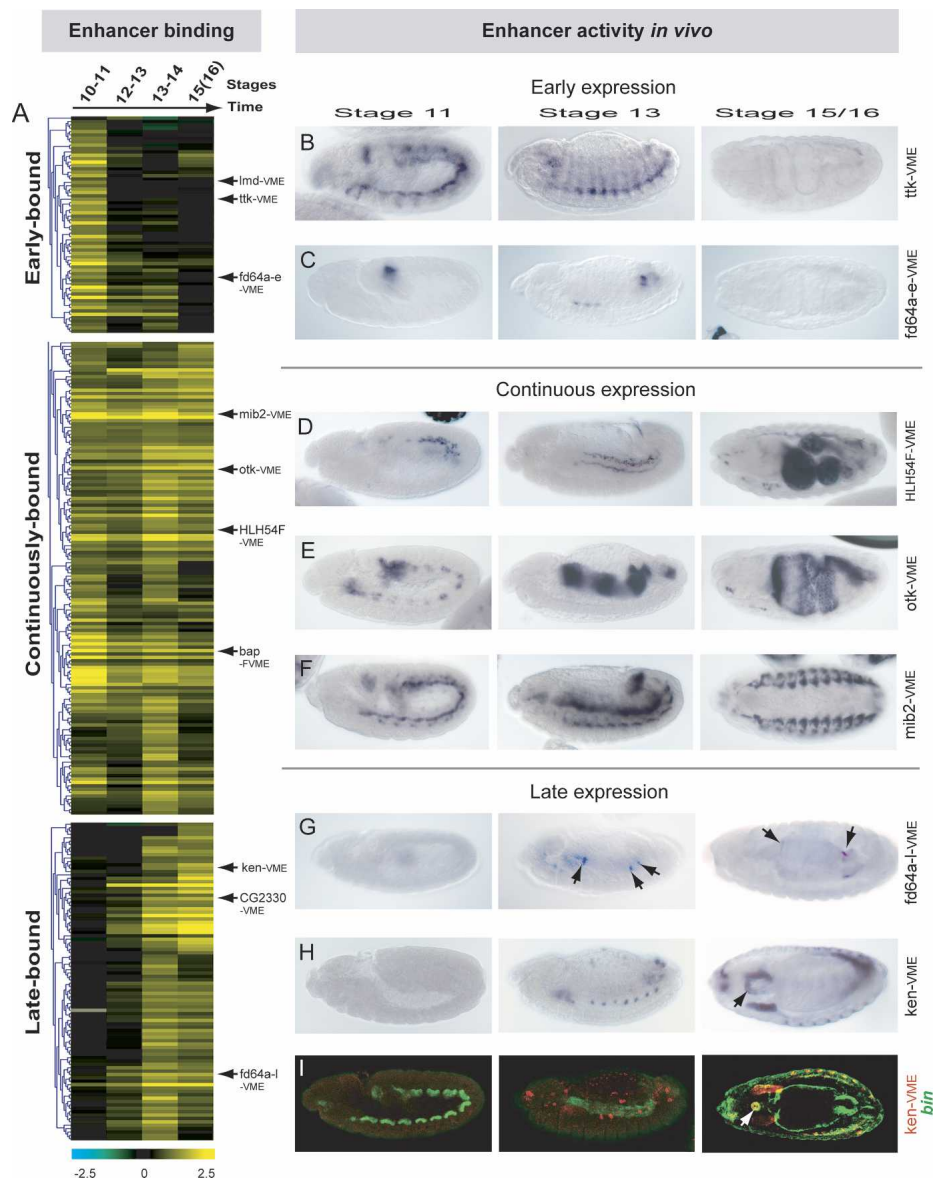 Enhancer binding
Enhancer activity in vivo
10-11
12-13
13-14
15(16)
Stages
Time
A
Early-bound
lmd-VME
ttk-VME
fd64a-e
-VME
Continuously-bound
mib2-VME
otk-VME
HLH54F
-VME
bap
-FVME
Late-bound
ken-VME
CG2330
-VME
fd64a-l
-VME
-2.5
0
2.5
Early expression
Stage 11
Stage 13
Stage 15/16
B
ttk-VME
C
fd64a-e-VME
Continuous expression
D
HLH54F-VME
E
otk-VME
F
mib2-VME
Late expression
G
fd64a-l-VME
H
ken-VME
I
ken-VME
bin